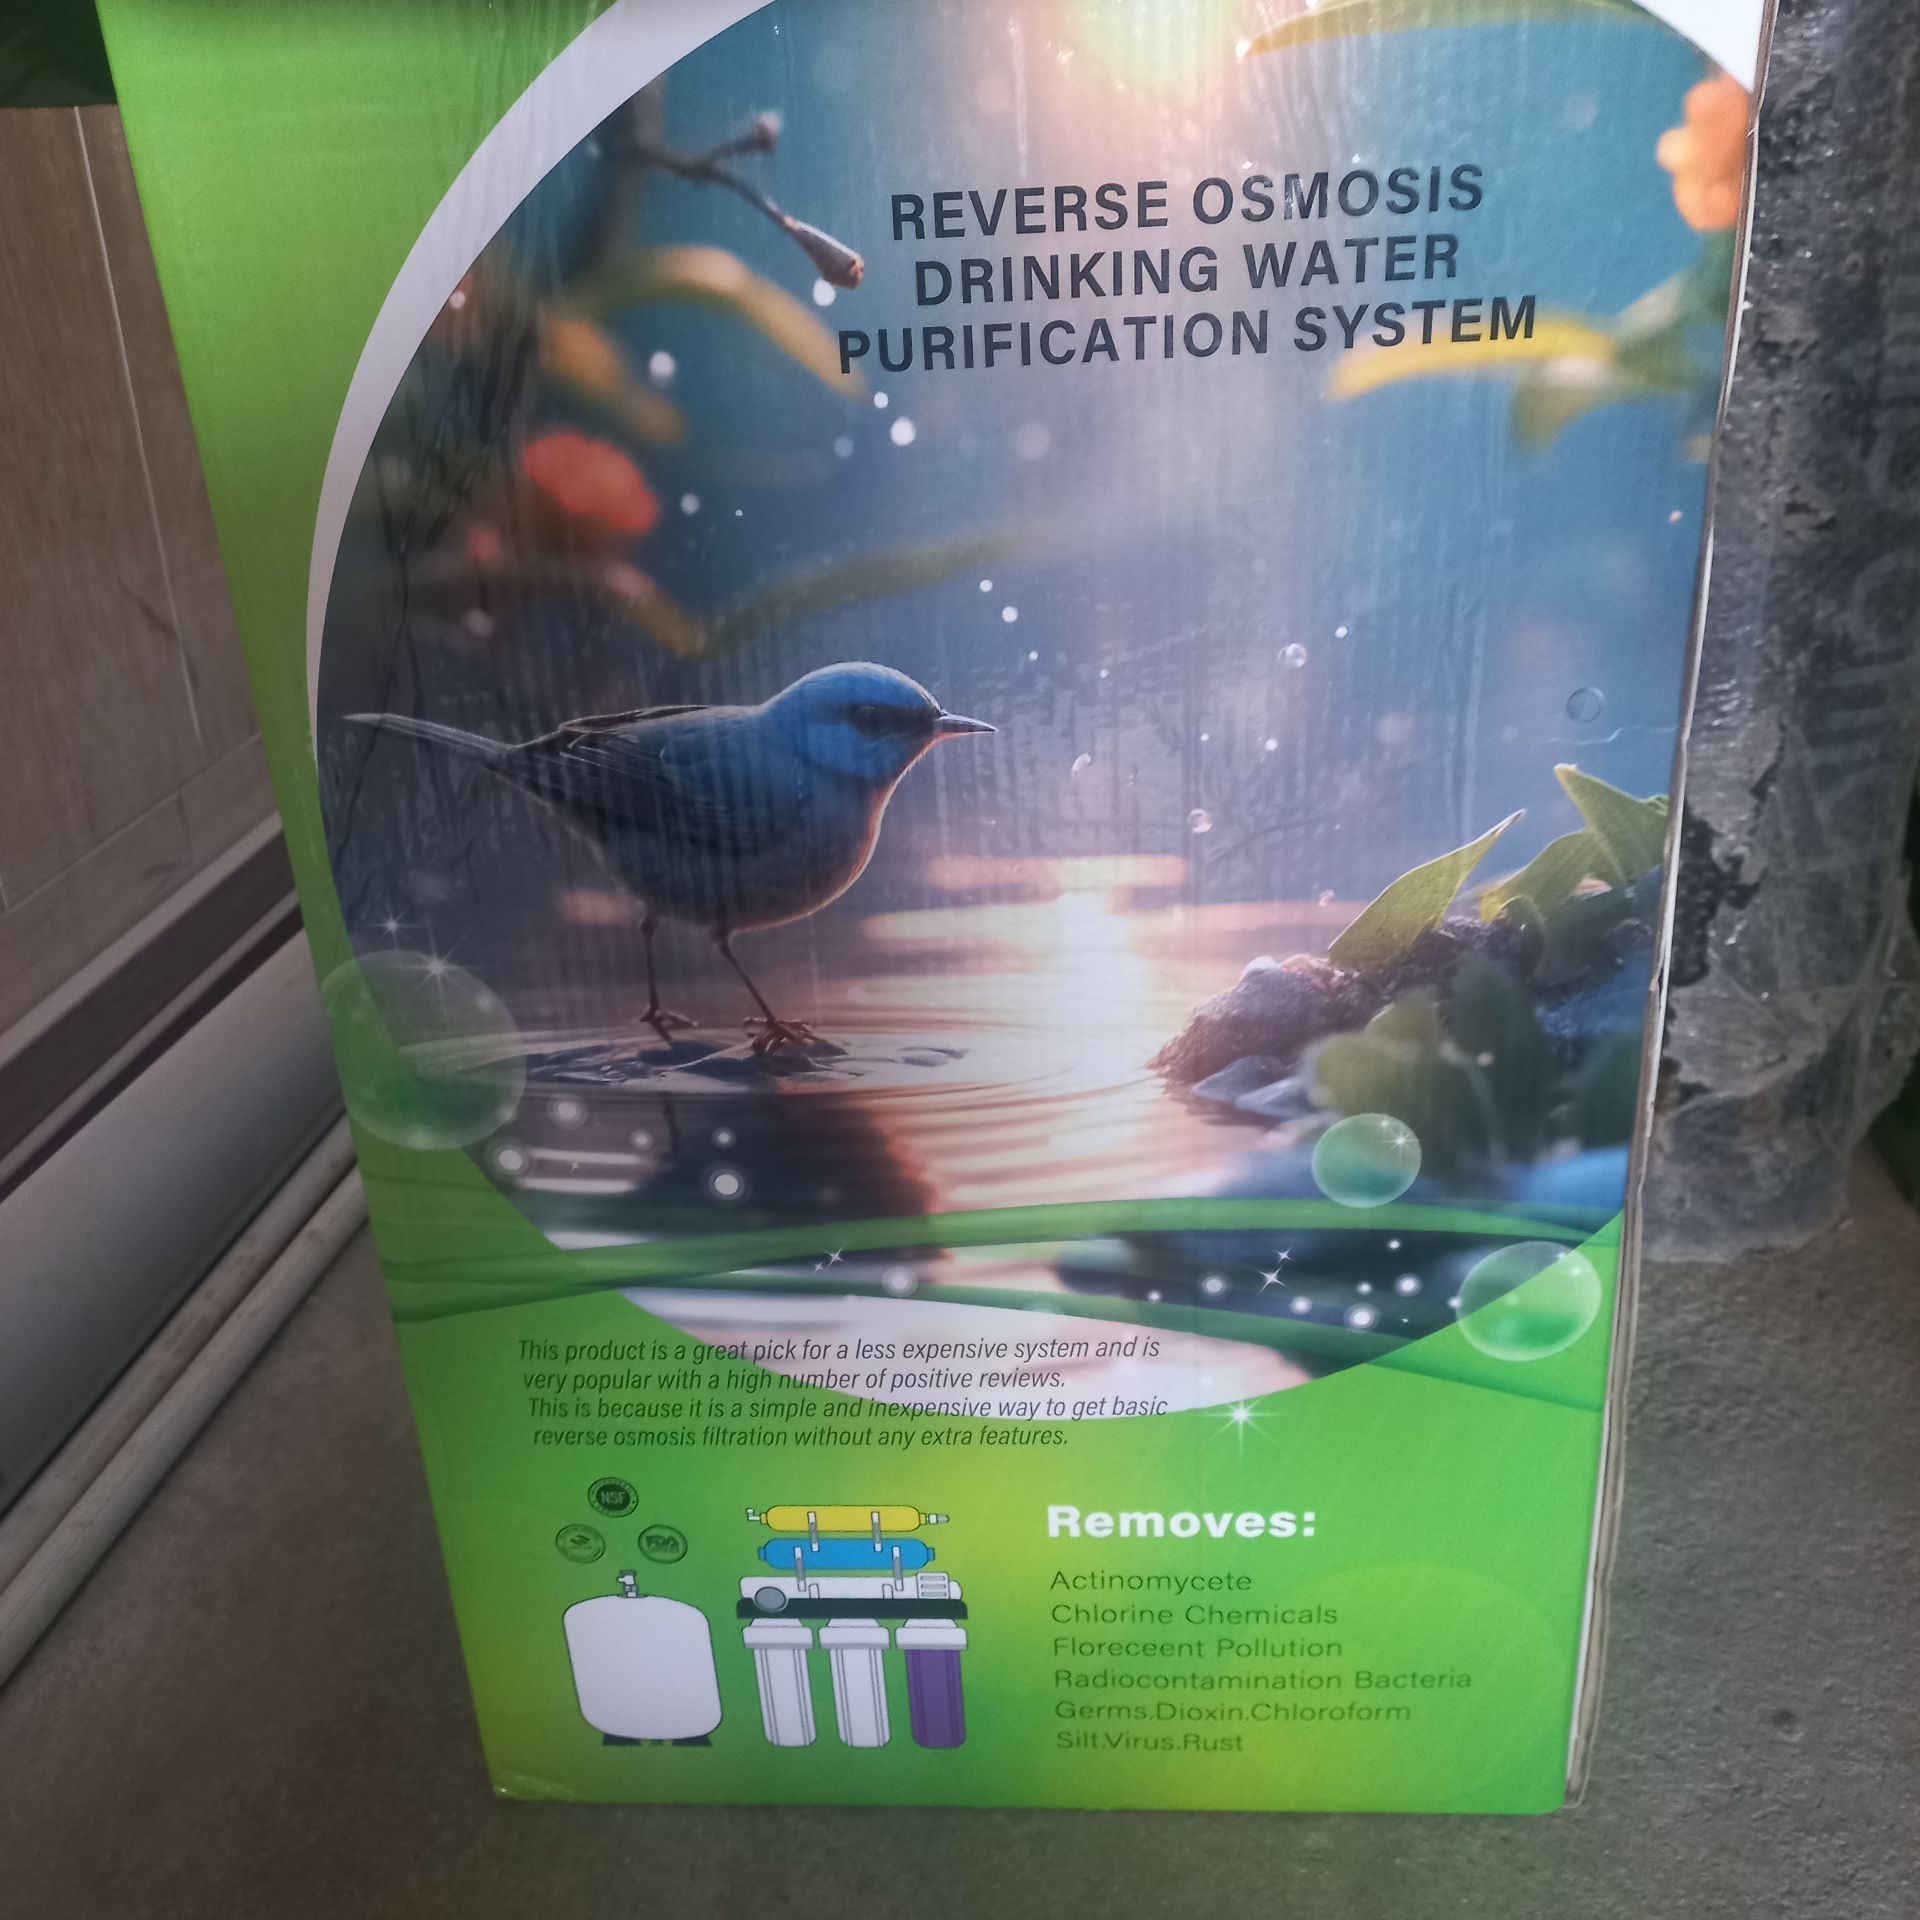 REVERSE OSMOSIS
DRINKING WATER
PURIFICATION SYSTEM
This product is a great pick for a less expensive system and is
very popular with a high number of positive reviews.
This is because it is a simple and inexpensive way to get basic
reverse osmosis filtration without any extra features.
NSF
FDA
Removes:
Actinomycete
Chlorine Chemicals
Floreceent Pollution
Radiocontamination Bacteria
Germs.Dioxin.Chloroform
Silt.Virus.Rust